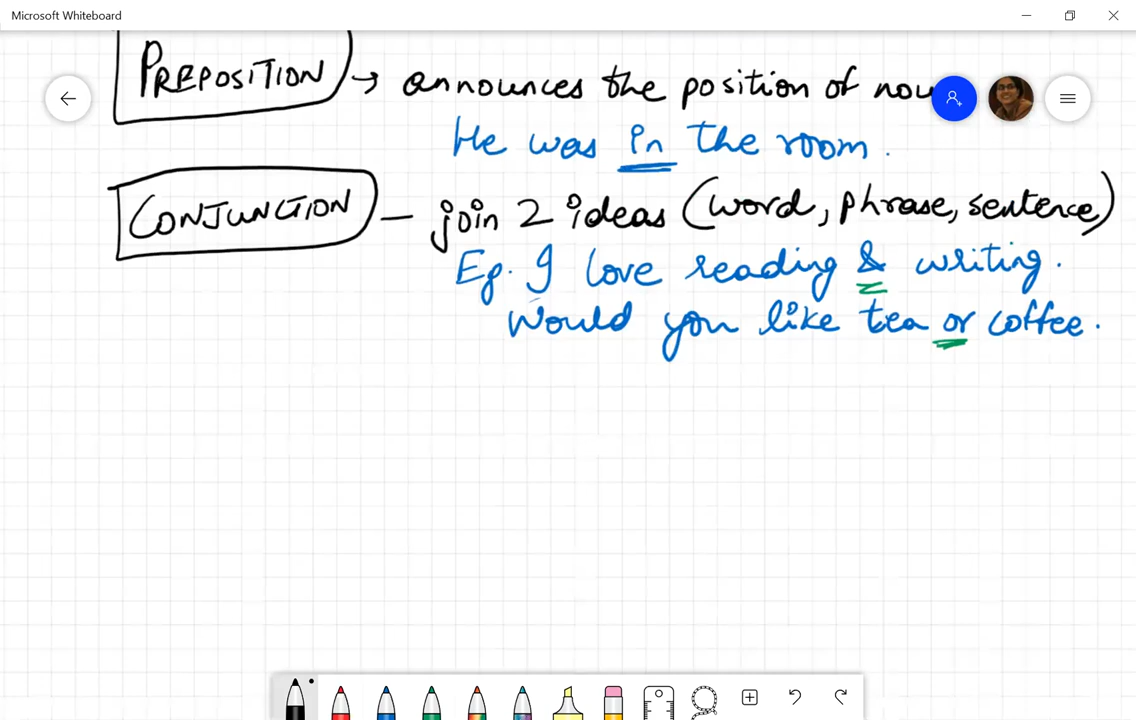 Microsoft Whiteboard
PREPOSITION → announces the position of nou
He was in the room.
CONJUNCTION — join 2 ideas (word, phrase, sentence)
Eg. I love reading & writing.
Would you like tea or coffee.